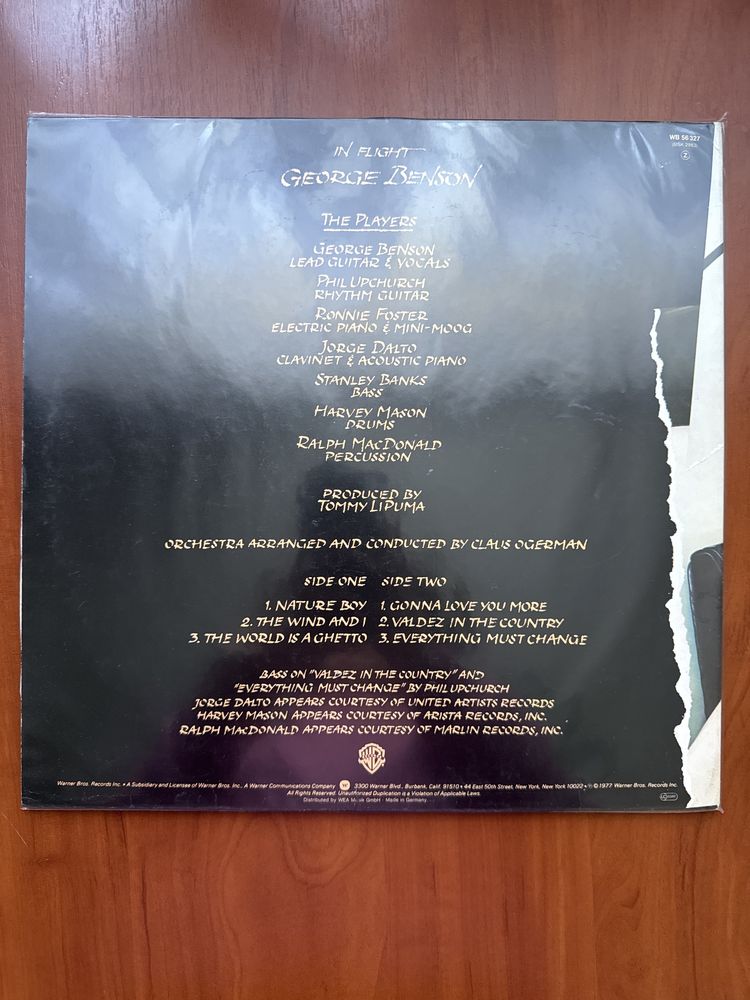 WB 56 327
(BSK 2983)
Z
IN FLIGHT
GEORGE BENSON
THE PLAYERS
GEORGE BENSON
LEAD GUITAR & VOCALS
PHIL UPCHURCH
RHYTHM GUITAR
RONNIE FOSTER
ELECTRIC PIANO & MINI-MOOG
JORGE DALTO
CLAVINET & ACOUSTIC PIANO
STANLEY BANKS
BASS
HARVEY MASON
DRUMS
RALPH MACDONALD
PERCUSSION
PRODUCED BY
TOMMY LIPUMA
ORCHESTRA ARRANGED AND CONDUCTED BY CLAUS OGERMAN
SIDE ONE SIDE TWO
1. NATURE BOY 1. GONNA LOVE YOU MORE
2. THE WIND AND I 2. VALDEZ IN THE COUNTRY
3. THE WORLD IS A GHETTO 3. EVERYTHING MUST CHANGE
BASS ON "VALDEZ IN THE COUNTRY" AND
"EVERYTHING MUST CHANGE" BY PHIL UPCHURCH
JORGE DALTO APPEARS COURTESY OF UNITED ARTISTS RECORDS
HARVEY MASON APPEARS COURTESY OF ARISTA RECORDS, INC.
RALPH MACDONALD APPEARS COURTESY OF MARLIN RECORDS, INC.
WB
Warner Bros. Records Inc. • A Subsidiary and Licensee of Warner Bros. Inc., A Warner Communications Company 3300 Warner Blvd., Burbank, Calif. 91510 • 44 East 50th Street, New York, New York 10022 • ℗ © 1977 Warner Bros. Records Inc.
All Rights Reserved. Unauthorized Duplication is a Violation of Applicable Laws.
Distributed by WEA Musik GmbH · Made in Germany